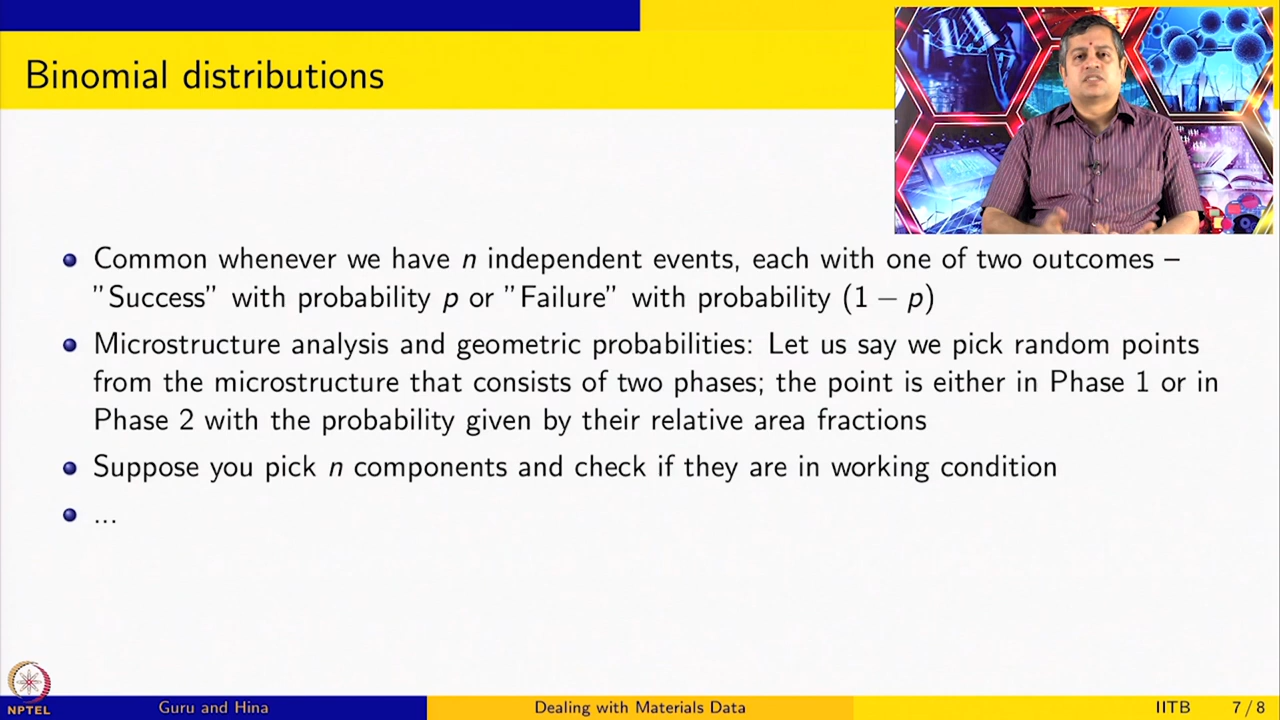 Binomial distributions
Common whenever we have n independent events, each with one of two outcomes –
"Success" with probability p or "Failure" with probability (1 − p)
Microstructure analysis and geometric probabilities: Let us say we pick random points
from the microstructure that consists of two phases; the point is either in Phase 1 or in
Phase 2 with the probability given by their relative area fractions
Suppose you pick n components and check if they are in working condition
...
NPTEL
Guru and Hina
Dealing with Materials Data
IITB
7 / 8